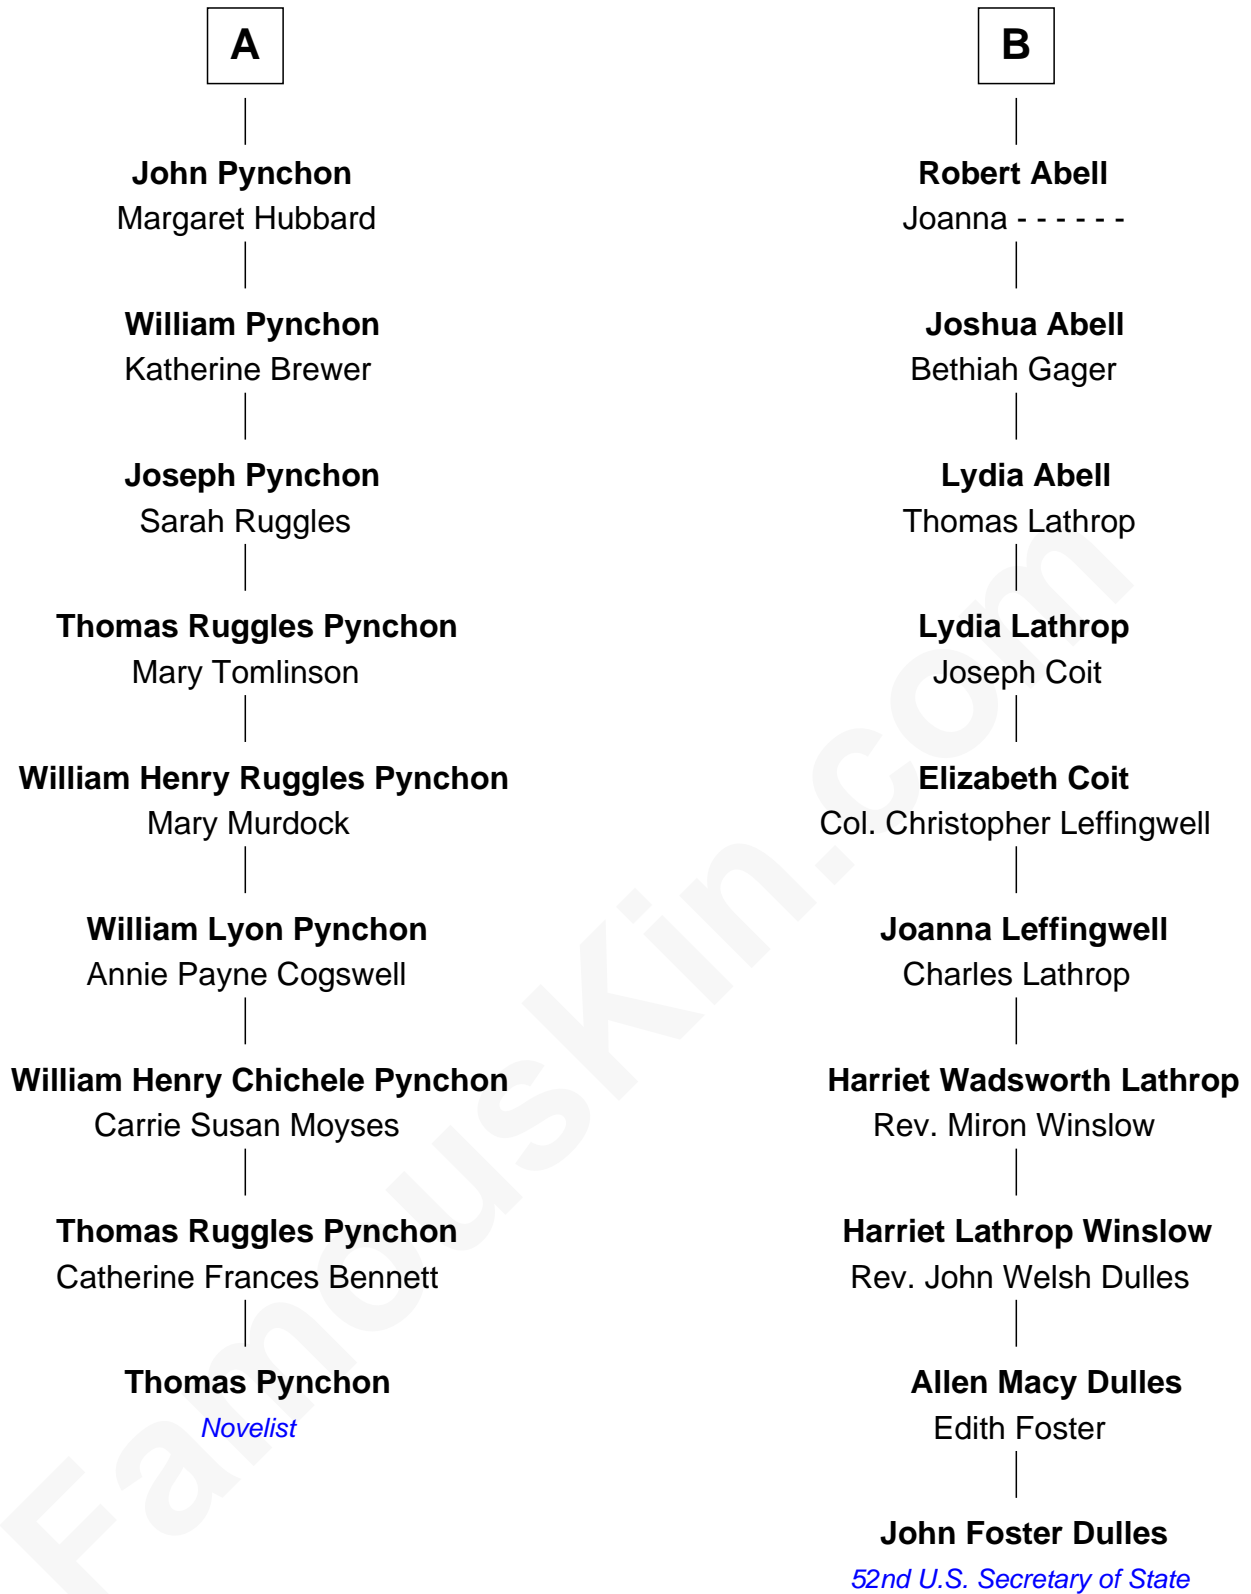 A
John Pynchon
Margaret Hubbard
William Pynchon
Katherine Brewer
Joseph Pynchon
Sarah Ruggles
Thomas Ruggles Pynchon
Mary Tomlinson
William Henry Ruggles Pynchon
Mary Murdock
William Lyon Pynchon
Annie Payne Cogswell
William Henry Chichele Pynchon
Carrie Susan Moyses
Thomas Ruggles Pynchon
Catherine Frances Bennett
Thomas Pynchon
Novelist
B
Robert Abell
Joanna - - - - - -
Joshua Abell
Bethiah Gager
Lydia Abell
Thomas Lathrop
Lydia Lathrop
Joseph Coit
Elizabeth Coit
Col. Christopher Leffingwell
Joanna Leffingwell
Charles Lathrop
Harriet Wadsworth Lathrop
Rev. Miron Winslow
Harriet Lathrop Winslow
Rev. John Welsh Dulles
Allen Macy Dulles
Edith Foster
John Foster Dulles
52nd U.S. Secretary of State
FamousKin.com